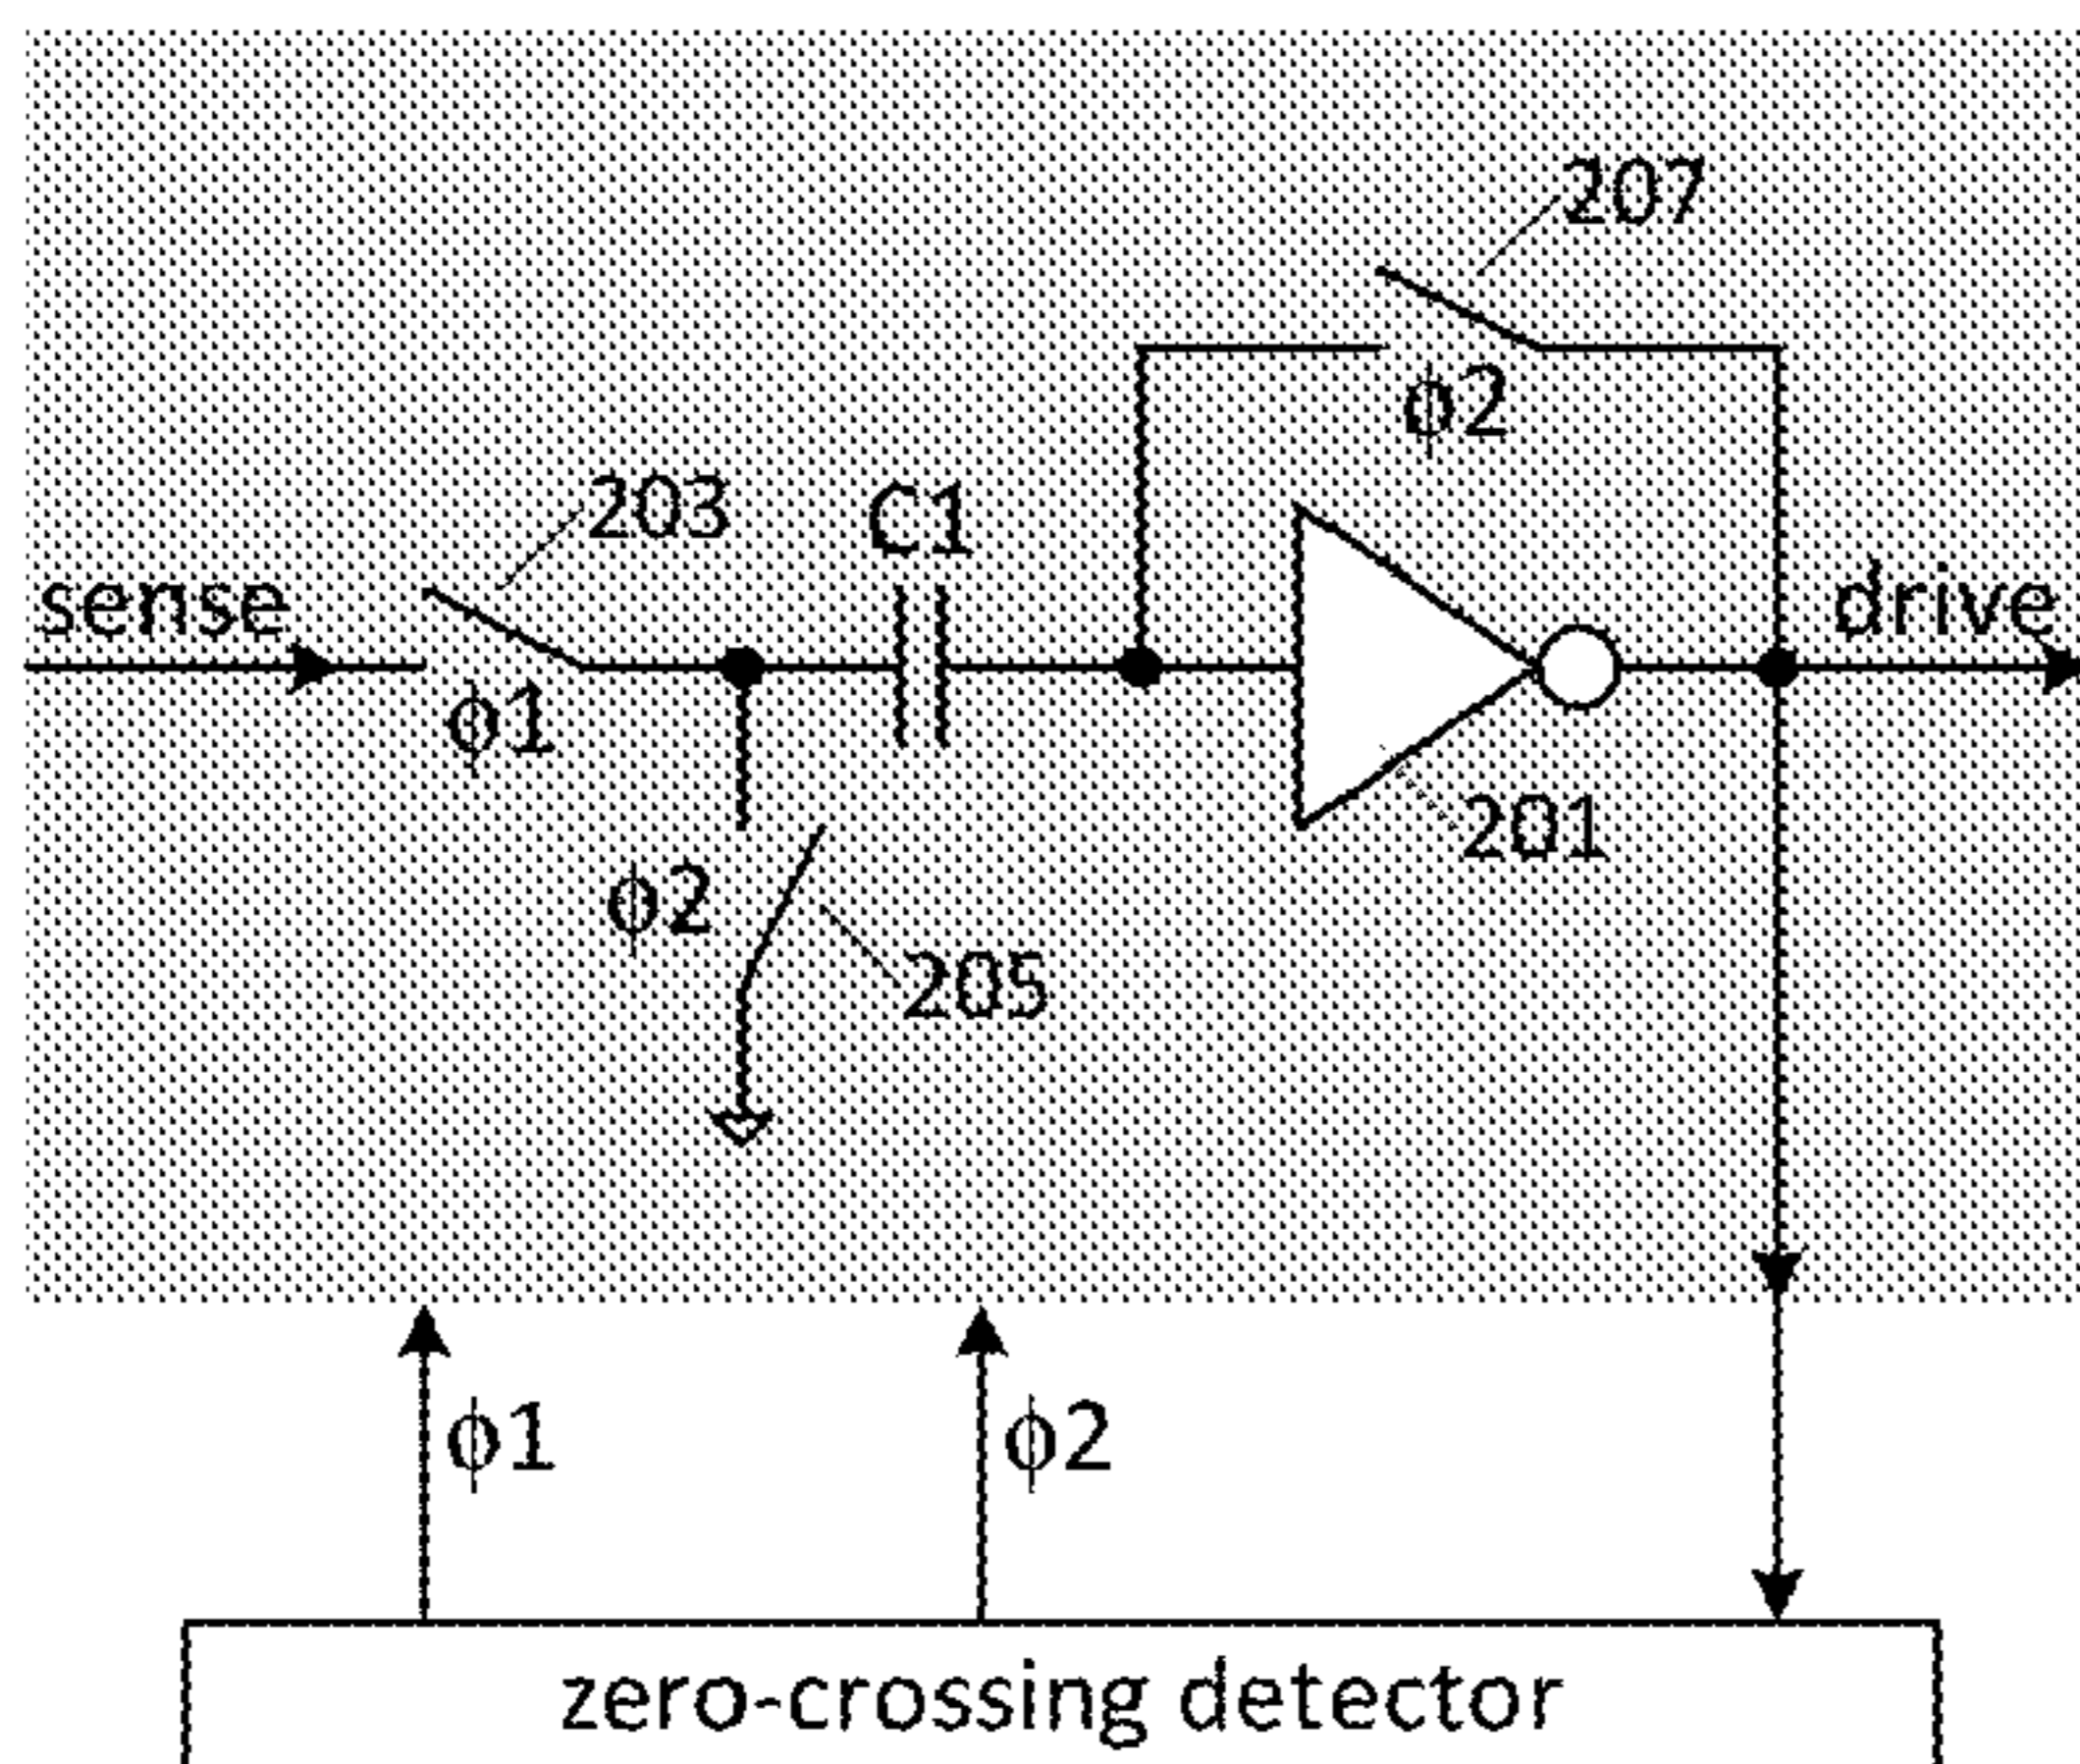 207
ϕ2
203
C1
sense
drive
ϕ1
201
ϕ2
205
ϕ1
ϕ2
zero-crossing detector